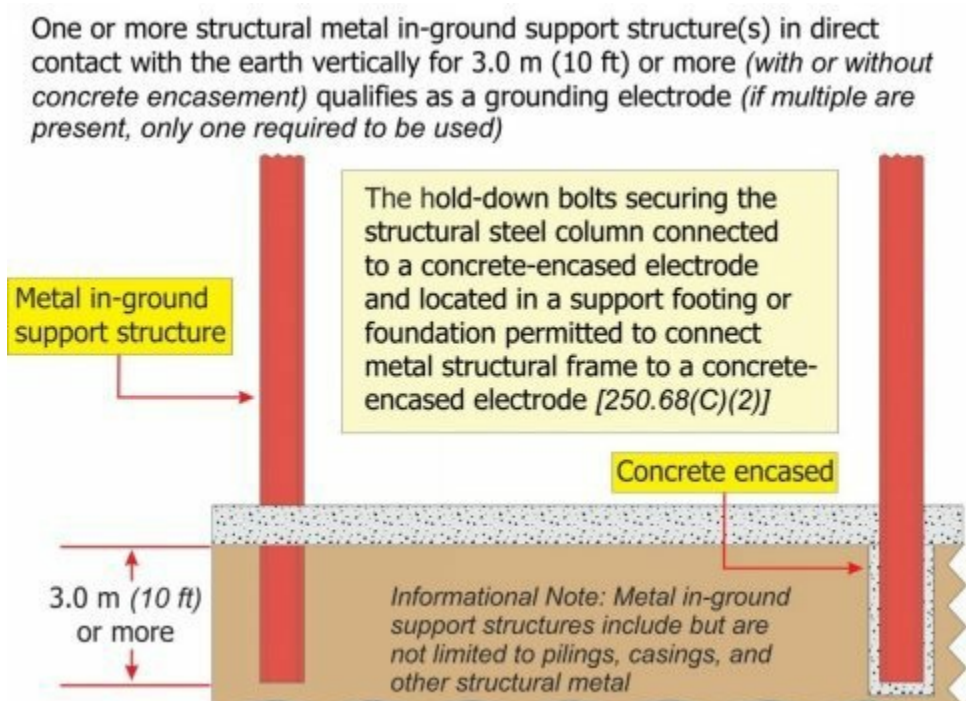 One or more structural metal in-ground support structure(s) in direct
contact with the earth vertically for 3.0 m (10 ft) or more (with or without
concrete encasement) qualifies as a grounding electrode (if multiple are
present, only one required to be used)
The hold-down bolts securing the
structural steel column connected
to a concrete-encased electrode
and located in a support footing or
foundation permitted to connect
metal structural frame to a concrete-
encased electrode [250.68(C)(2)]
Metal in-ground
support structure
Concrete encased
3.0 m (10 ft)
or more
Informational Note: Metal in-ground
support structures include but are
not limited to pilings, casings, and
other structural metal